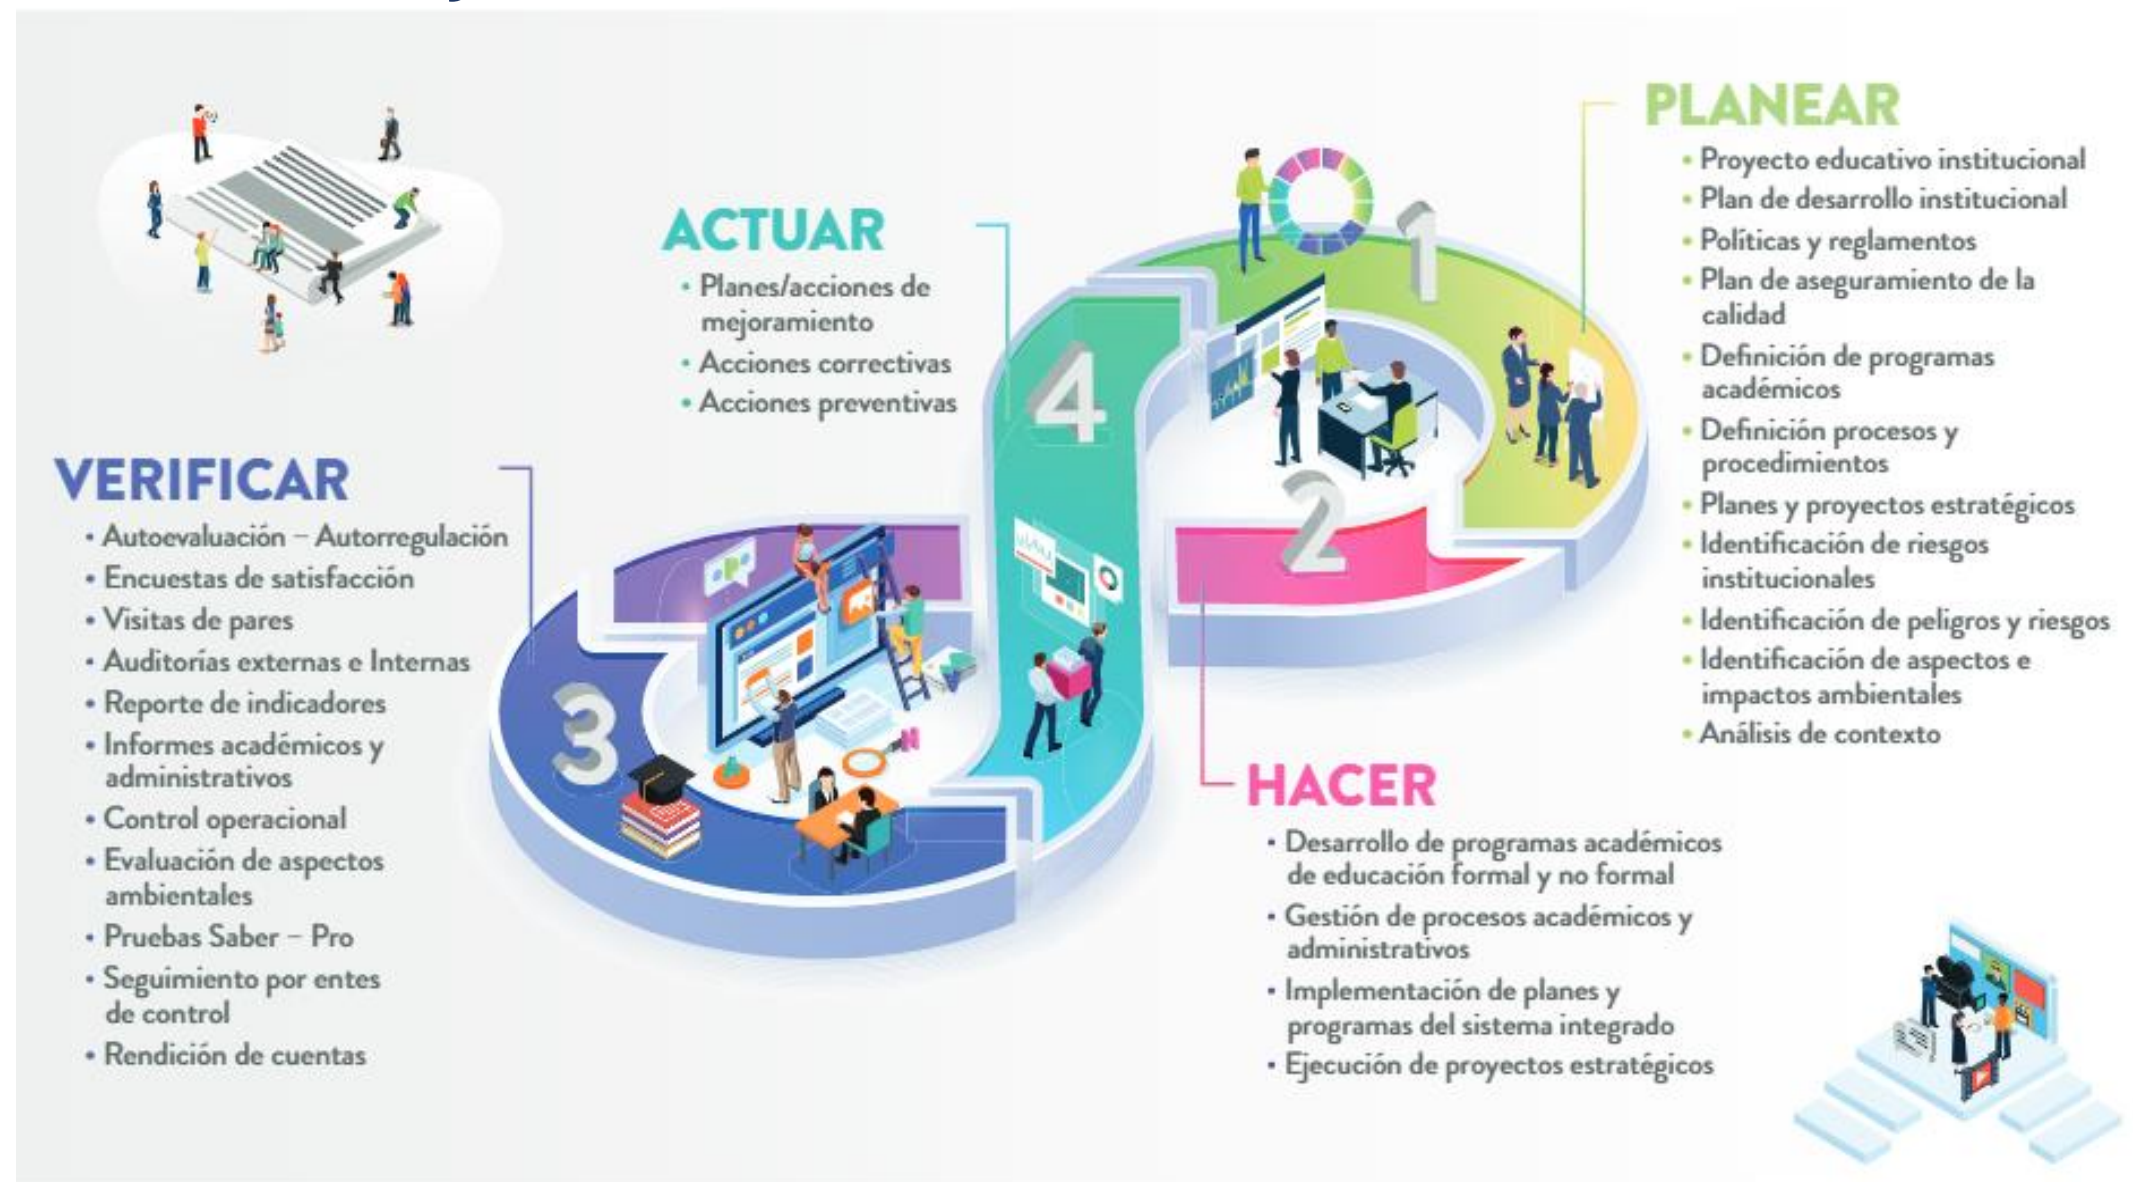 PLANEAR
• Proyecto educativo institucional
• Plan de desarrollo institucional
• Políticas y reglamentos
• Plan de aseguramiento de la
calidad
• Definición de programas
académicos
• Definición procesos y
procedimientos
• Planes y proyectos estratégicos
• Identificación de riesgos
institucionales
• Identificación de peligros y riesgos
• Identificación de aspectos e
impactos ambientales
• Análisis de contexto
1
2
HACER
• Desarrollo de programas académicos
de educación formal y no formal
• Gestión de procesos académicos y
administrativos
• Implementación de planes y
programas del sistema integrado
• Ejecución de proyectos estratégicos
3
VERIFICAR
• Autoevaluación – Autorregulación
• Encuestas de satisfacción
• Visitas de pares
• Auditorías externas e Internas
• Reporte de indicadores
• Informes académicos y
administrativos
• Control operacional
• Evaluación de aspectos
ambientales
• Pruebas Saber – Pro
• Seguimiento por entes
de control
• Rendición de cuentas
4
ACTUAR
• Planes/acciones de
mejoramiento
• Acciones correctivas
• Acciones preventivas